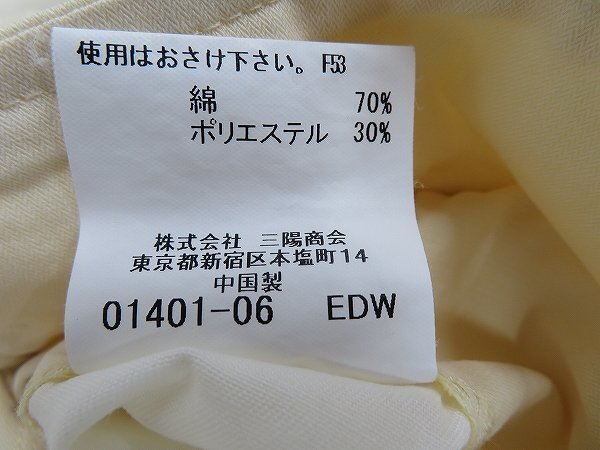 使用はおさけ下さい。 F53
綿 70%
ポリエステル 30%
株式会社 三陽商会
東京都新宿区本塩町14
中国製
01401-06 EDW